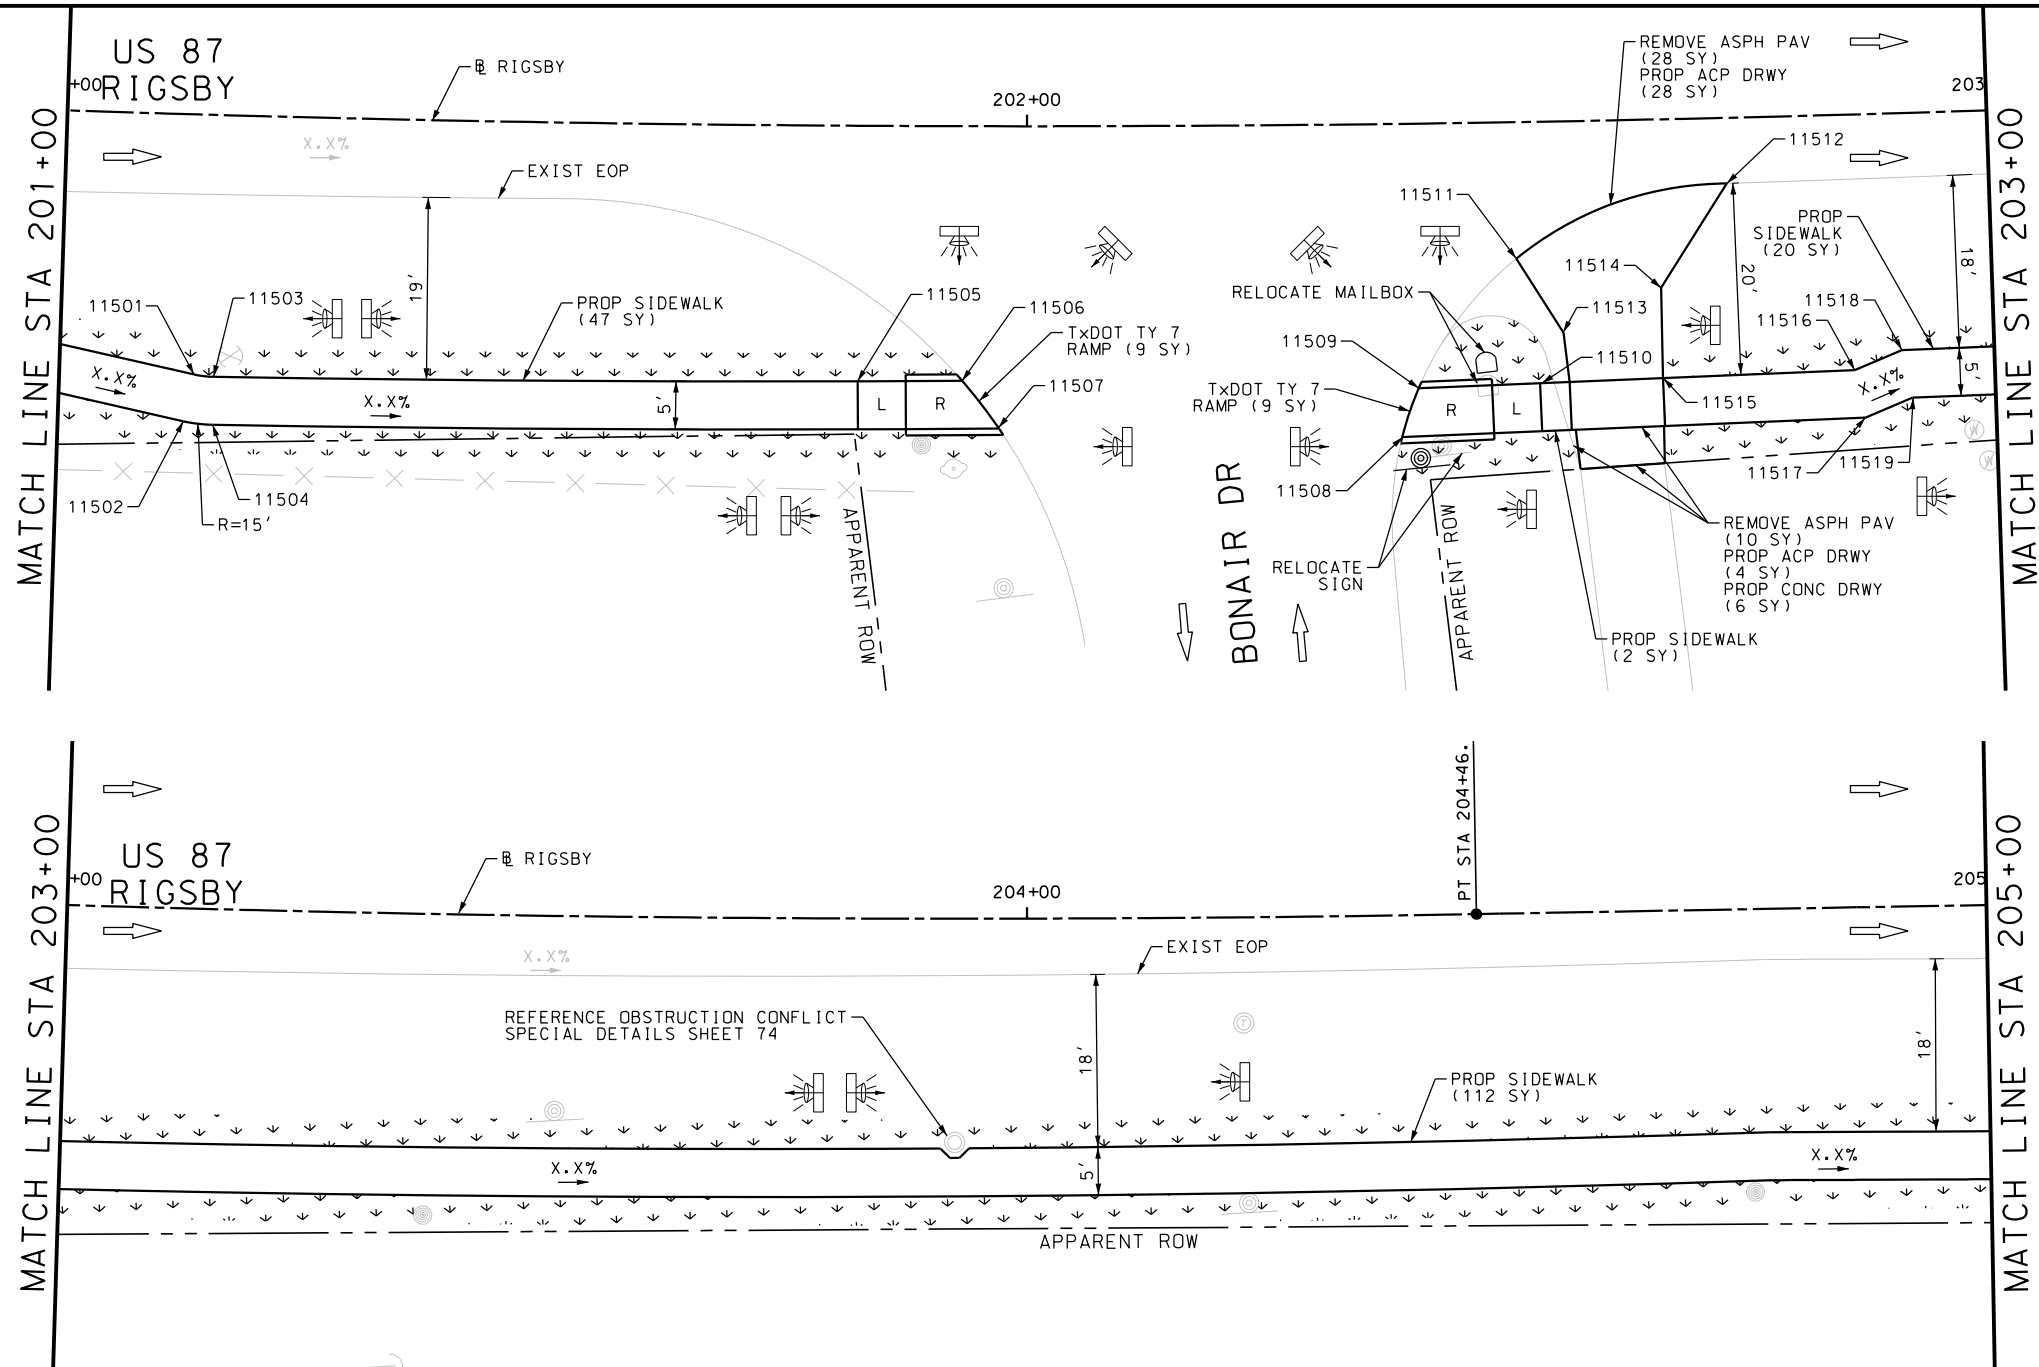 US 87
RIGSBY
+00
℄ RIGSBY
202+00
203
REMOVE ASPH PAV
(28 SY)
PROP ACP DRWY
(28 SY)
MATCH LINE STA 201+00
MATCH LINE STA 203+00
X.X%
EXIST EOP
11512
11511
PROP
SIDEWALK
(20 SY)
19'
20'
18'
11501
11503
PROP SIDEWALK
(47 SY)
11505
11506
TxDOT TY 7
RAMP (9 SY)
11507
RELOCATE MAILBOX
11514
11513
11518
11516
11509
11510
TxDOT TY 7
RAMP (9 SY)
X.X%
X.X%
5'
L
R
R
L
11515
X.X%
5'
11502
11504
R=15'
11508
11517
11519
APPARENT ROW
BONAIR DR
RELOCATE
SIGN
APPARENT ROW
REMOVE ASPH PAV
(10 SY)
PROP ACP DRWY
(4 SY)
PROP CONC DRWY
(6 SY)
PROP SIDEWALK
(2 SY)
W
W
US 87
RIGSBY
+00
℄ RIGSBY
204+00
PT STA 204+46.
205
MATCH LINE STA 203+00
MATCH LINE STA 205+00
X.X%
EXIST EOP
REFERENCE OBSTRUCTION CONFLICT
SPECIAL DETAILS SHEET 74
T
18'
18'
PROP SIDEWALK
(112 SY)
X.X%
5'
X.X%
APPARENT ROW